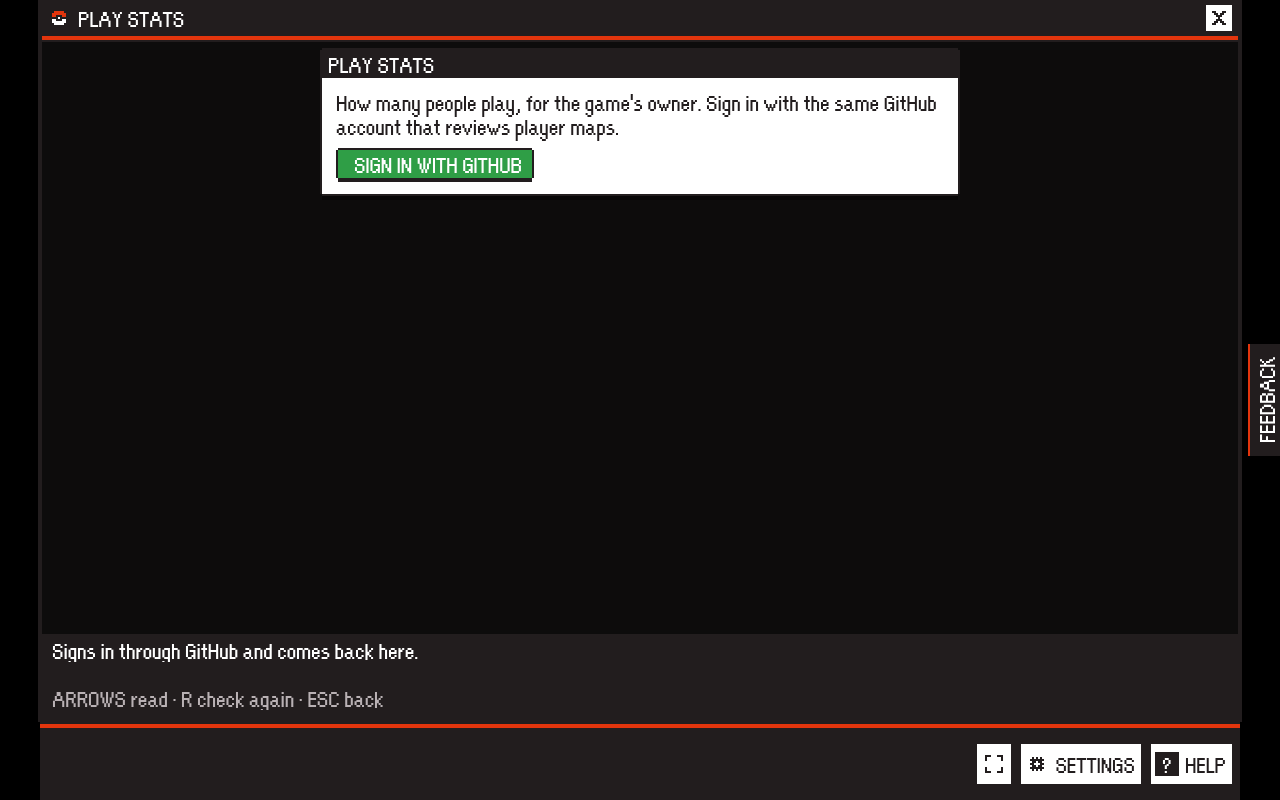 PLAY STATS
X
PLAY STATS
How many people play, for the game's owner. Sign in with the same GitHub
account that reviews player maps.
SIGN IN WITH GITHUB
FEEDBACK
Signs in through GitHub and comes back here.
ARROWS read · R check again · ESC back
SETTINGS
? HELP